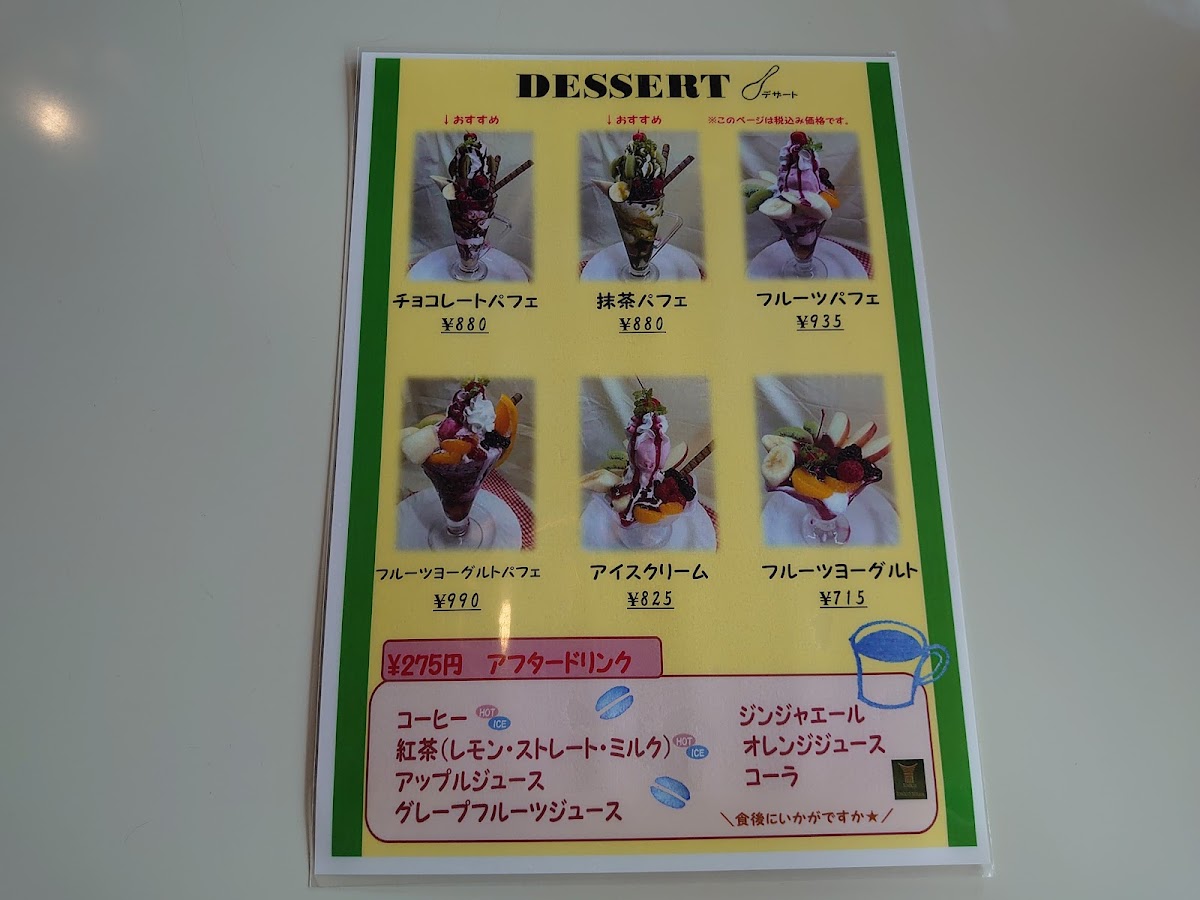 DESSERT デザート
↓おすすめ ↓おすすめ ※このページは税込み価格です。
チョコレートパフェ 抹茶パフェ フルーツパフェ
¥880 ¥880 ¥935
フルーツヨーグルトパフェ アイスクリーム フルーツヨーグルト
¥990 ¥825 ¥715
¥275円 アフタードリンク
コーヒー HOT ICE
紅茶(レモン・ストレート・ミルク) HOT ICE
アップルジュース
グレープフルーツジュース
ジンジャエール
オレンジジュース
コーラ
＼食後にいかがですか★／